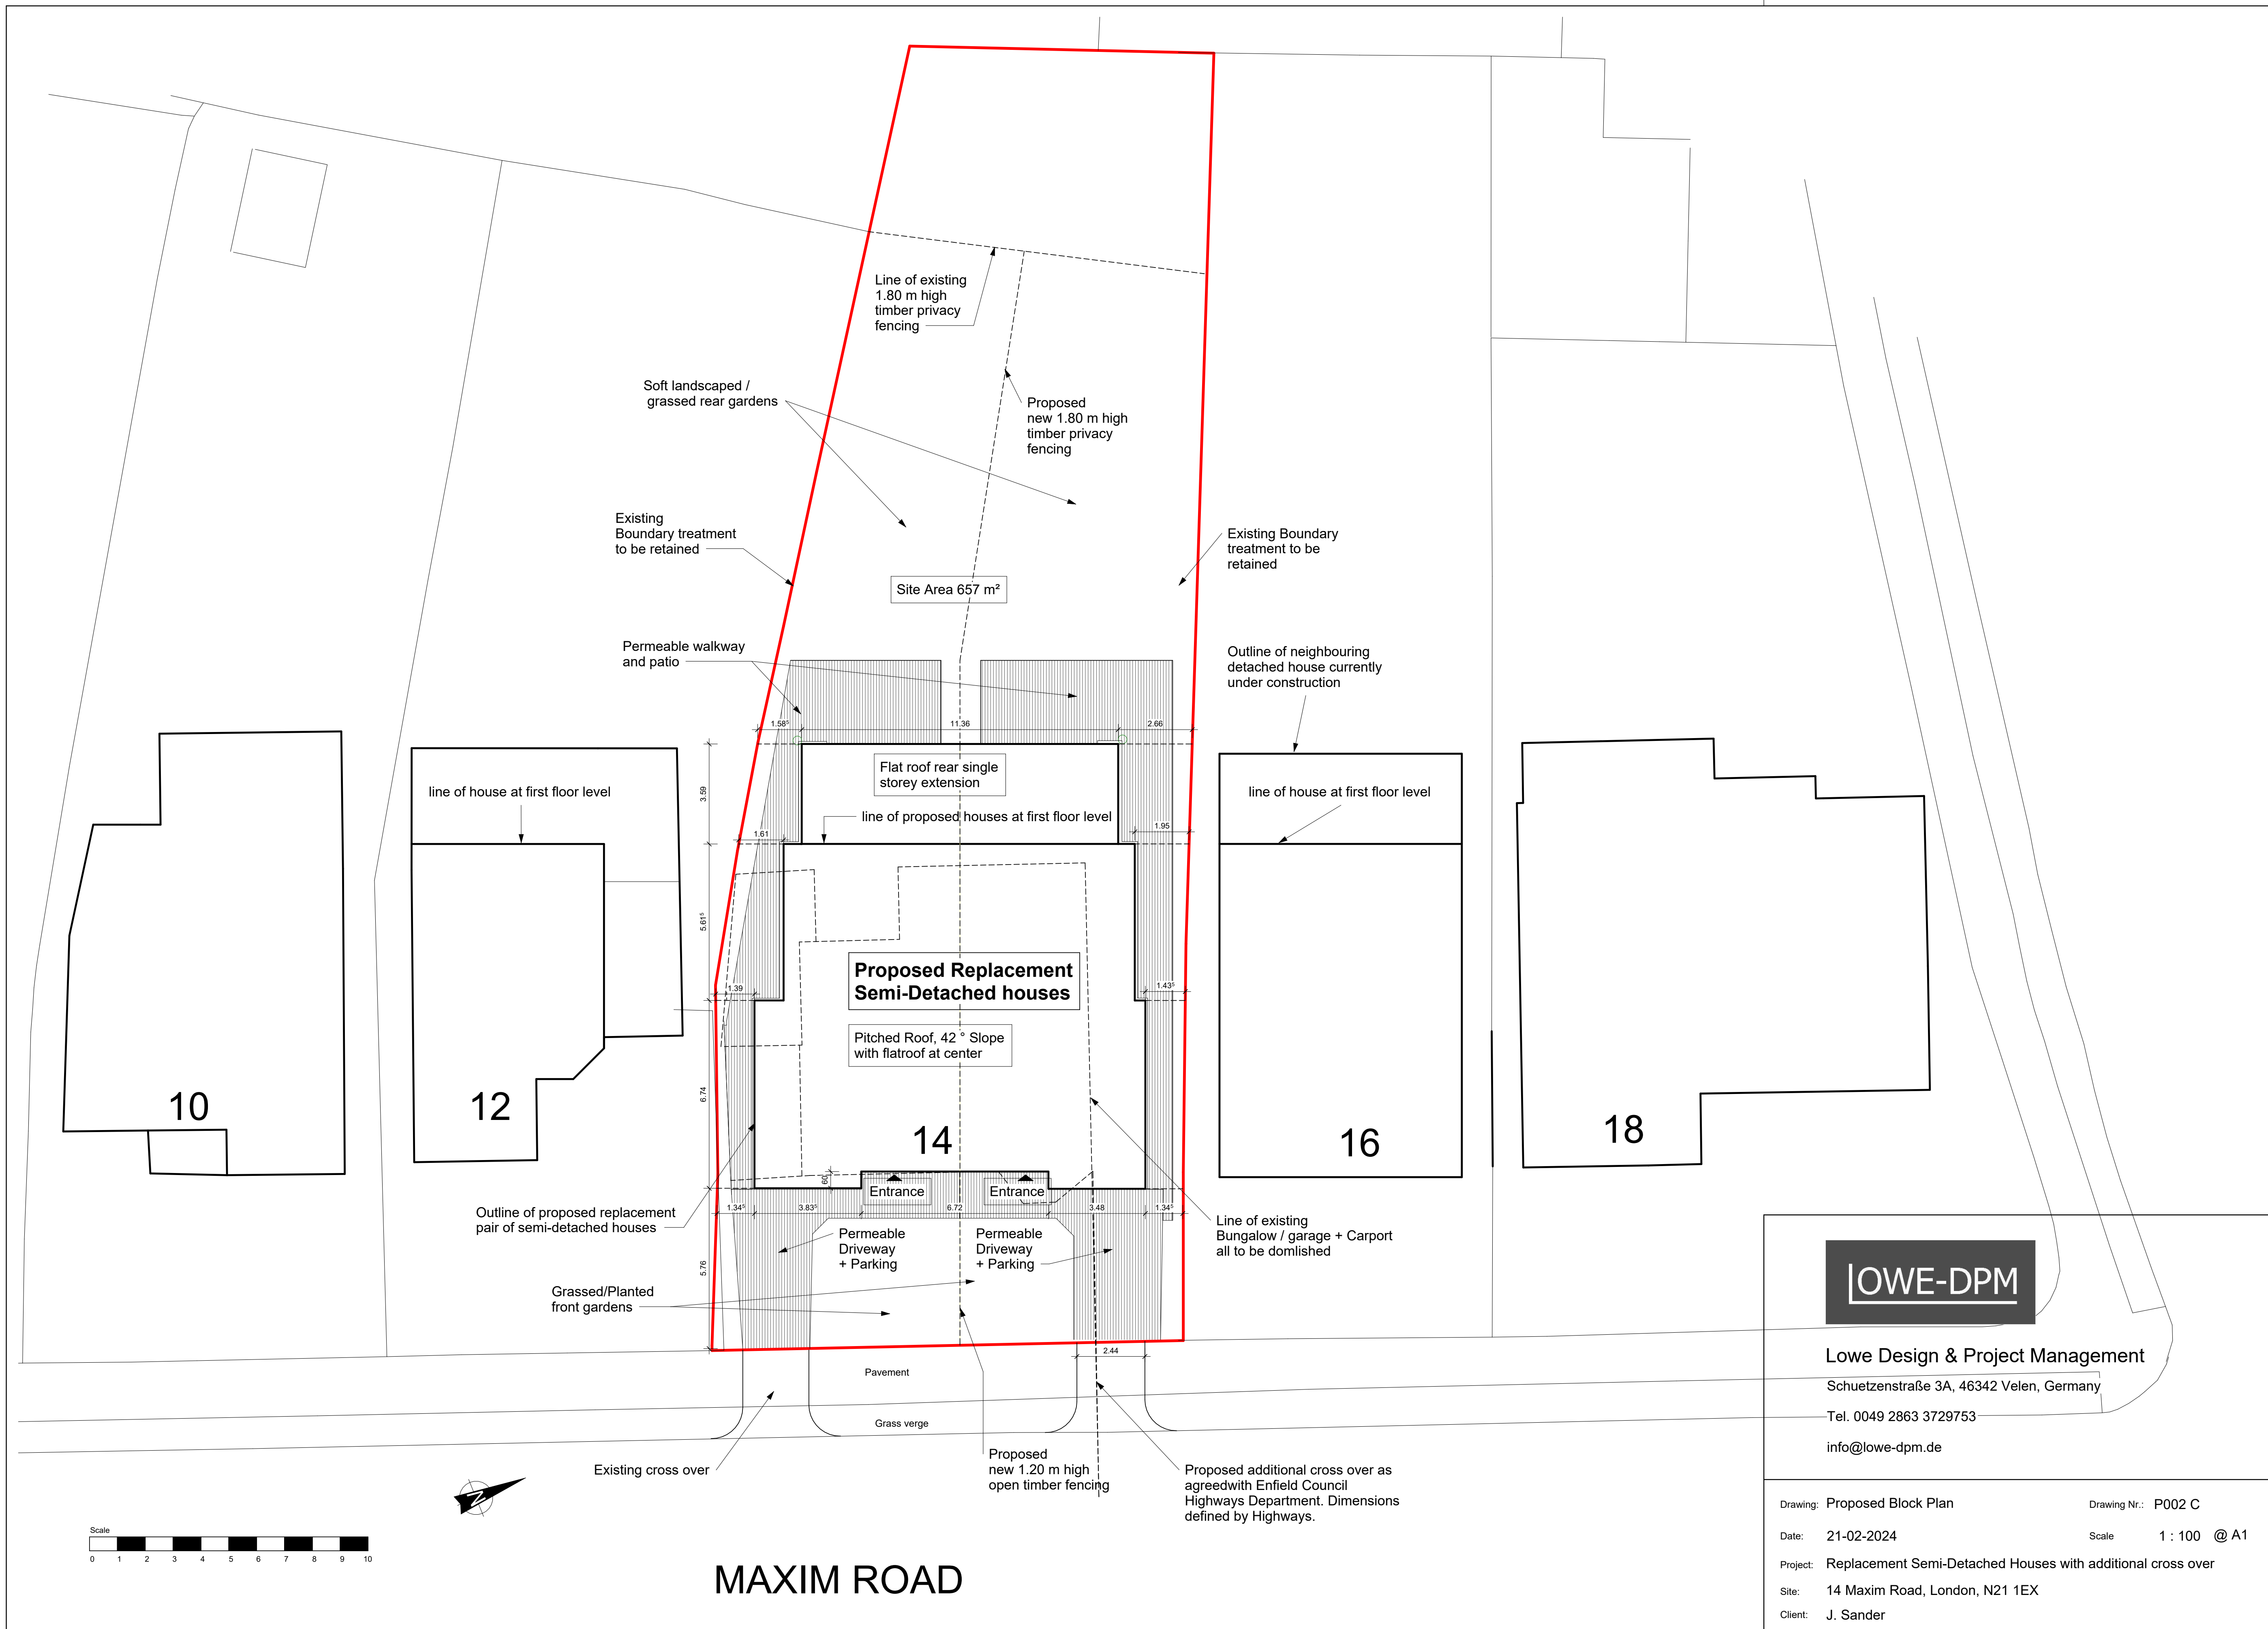 Line of existing
1.80 m high
timber privacy
fencing
Soft landscaped /
grassed rear gardens
Proposed
new 1.80 m high
timber privacy
fencing
Existing
Boundary treatment
to be retained
Existing Boundary
treatment to be
retained
Site Area 657 m²
Permeable walkway
and patio
Outline of neighbouring
detached house currently
under construction
1.58⁵
11.36
2.66
Flat roof rear single
storey extension
3.59
line of house at first floor level
line of house at first floor level
line of proposed houses at first floor level
1.61
1.95
5.61⁵
Proposed Replacement
Semi-Detached houses
1.39
1.43⁵
Pitched Roof, 42 ° Slope
with flatroof at center
6.74
10
12
14
16
18
60
Entrance
Entrance
1.34⁵
3.83⁵
6.72
3.48
1.34⁵
Outline of proposed replacement
pair of semi-detached houses
Permeable
Driveway
+ Parking
Permeable
Driveway
+ Parking
Line of existing
Bungalow / garage + Carport
all to be domlished
5.76
Grassed/Planted
front gardens
2.44
Pavement
Grass verge
Existing cross over
Proposed
new 1.20 m high
open timber fencing
Proposed additional cross over as
agreedwith Enfield Council
Highways Department. Dimensions
defined by Highways.
N
Scale
0 1 2 3 4 5 6 7 8 9 10
MAXIM ROAD
LOWE-DPM
Lowe Design & Project Management
Schuetzenstraße 3A, 46342 Velen, Germany
Tel. 0049 2863 3729753
info@lowe-dpm.de
Drawing: Proposed Block Plan Drawing Nr.: P002 C
Date: 21-02-2024 Scale 1 : 100 @ A1
Project: Replacement Semi-Detached Houses with additional cross over
Site: 14 Maxim Road, London, N21 1EX
Client: J. Sander